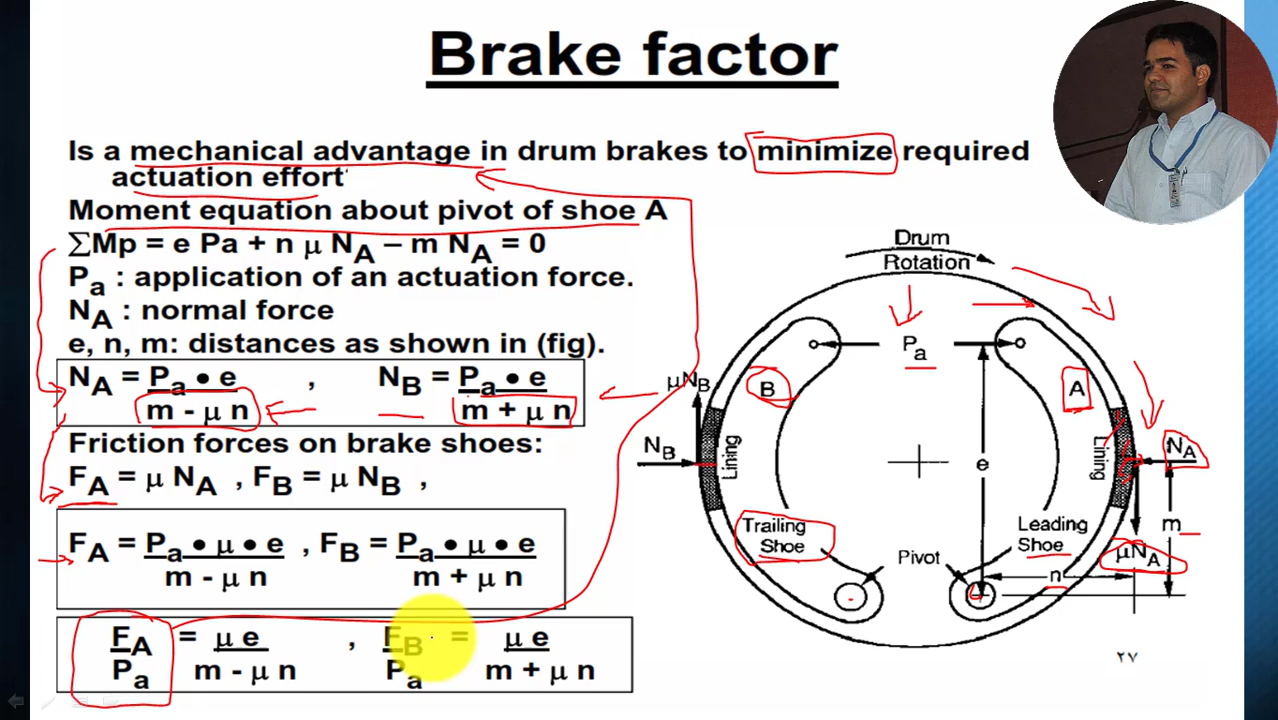 Brake factor
Is a mechanical advantage in drum brakes to minimize required
actuation effort
Moment equation about pivot of shoe A
∑Mp = e Pa + n μ N_A – m N_A = 0
P_a : application of an actuation force.
N_A : normal force
e, n, m: distances as shown in (fig).
N_A = P_a • e / m - μ n , N_B = P_a • e / m + μ n
Friction forces on brake shoes:
F_A = μ N_A , F_B = μ N_B ,
F_A = P_a • μ • e / m - μ n , F_B = P_a • μ • e / m + μ n
F_A / P_a = μ e / m - μ n , F_B / P_a = μ e / m + μ n
Drum
Rotation
P_a
μN_B
B
A
N_B
Lining
e
Lining
N_A
Trailing
Shoe
Leading
Shoe
m
μN_A
Pivot
n
٢٧